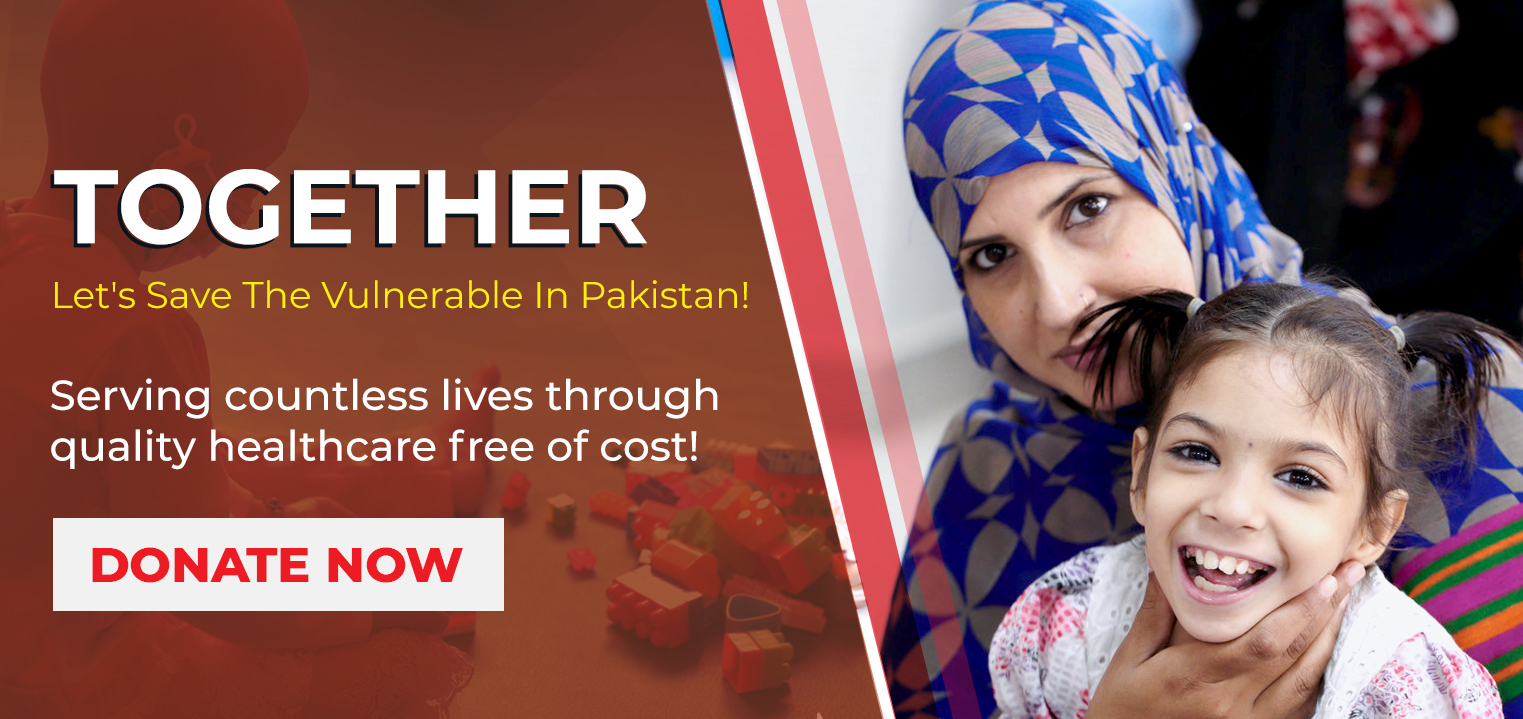 TOGETHER
Let's Save The Vulnerable In Pakistan!
Serving countless lives through
quality healthcare free of cost!
DONATE NOW